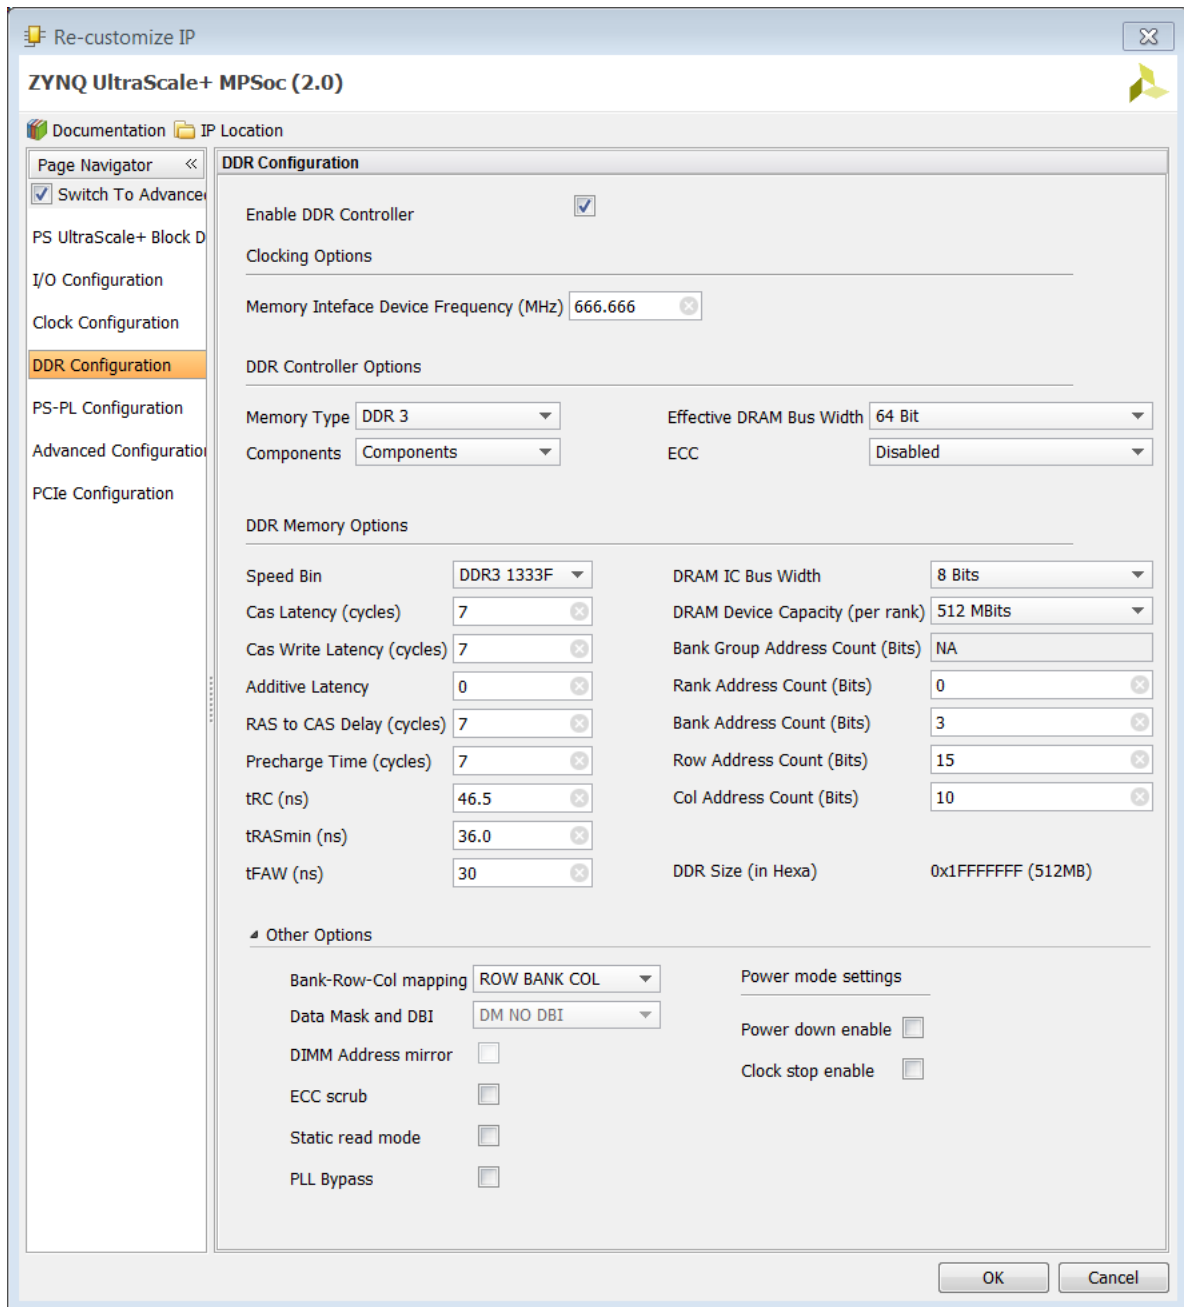 Re-customize IP
ZYNQ UltraScale+ MPSoc (2.0)
Documentation IP Location
Page Navigator «
Switch To Advanced
PS UltraScale+ Block D
I/O Configuration
Clock Configuration
DDR Configuration
PS-PL Configuration
Advanced Configuration
PCIe Configuration
DDR Configuration
Enable DDR Controller
Clocking Options
Memory Inteface Device Frequency (MHz) 666.666
DDR Controller Options
Memory Type DDR 3 Effective DRAM Bus Width 64 Bit
Components Components ECC Disabled
DDR Memory Options
Speed Bin DDR3 1333F DRAM IC Bus Width 8 Bits
Cas Latency (cycles) 7 DRAM Device Capacity (per rank) 512 MBits
Cas Write Latency (cycles) 7 Bank Group Address Count (Bits) NA
Additive Latency 0 Rank Address Count (Bits) 0
RAS to CAS Delay (cycles) 7 Bank Address Count (Bits) 3
Precharge Time (cycles) 7 Row Address Count (Bits) 15
tRC (ns) 46.5 Col Address Count (Bits) 10
tRASmin (ns) 36.0
tFAW (ns) 30 DDR Size (in Hexa) 0x1FFFFFFF (512MB)
Other Options
Bank-Row-Col mapping ROW BANK COL Power mode settings
Data Mask and DBI DM NO DBI Power down enable
DIMM Address mirror Clock stop enable
ECC scrub
Static read mode
PLL Bypass
OK Cancel